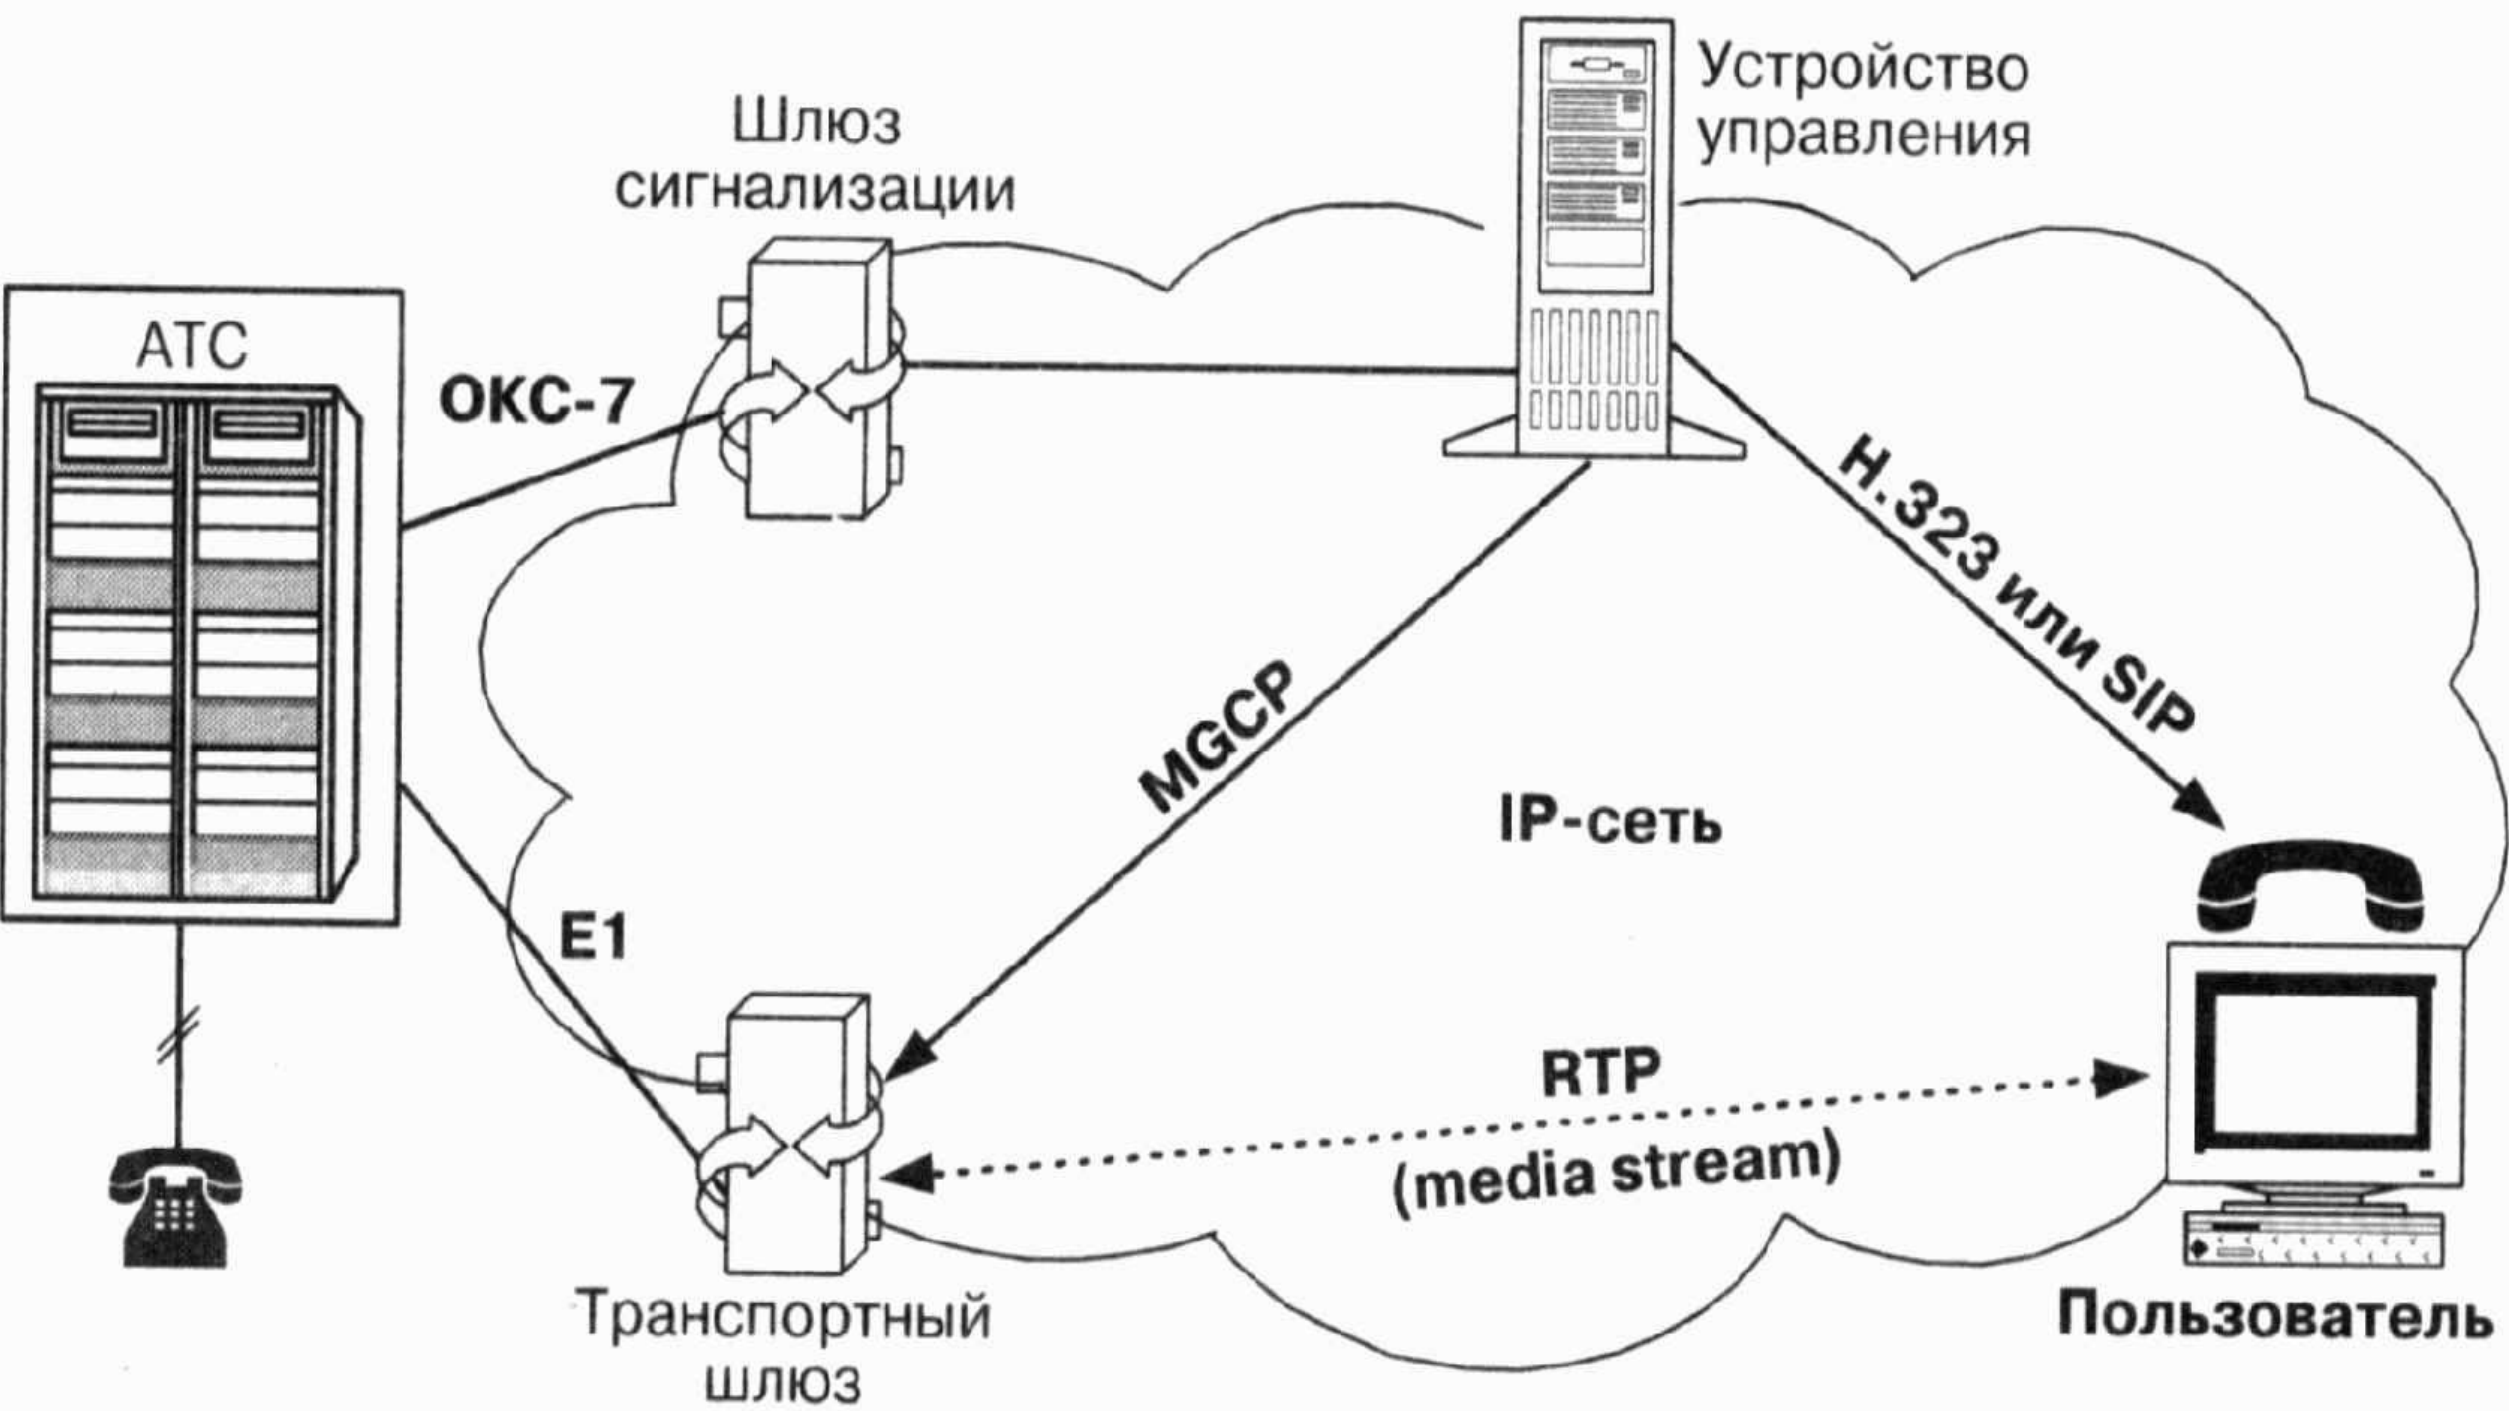 Устройство
управления
Шлюз
сигнализации
АТС
ОКС-7
Н.323 или SIP
MGCP
IP-сеть
E1
RTP
(media stream)
Транспортный
шлюз
Пользователь